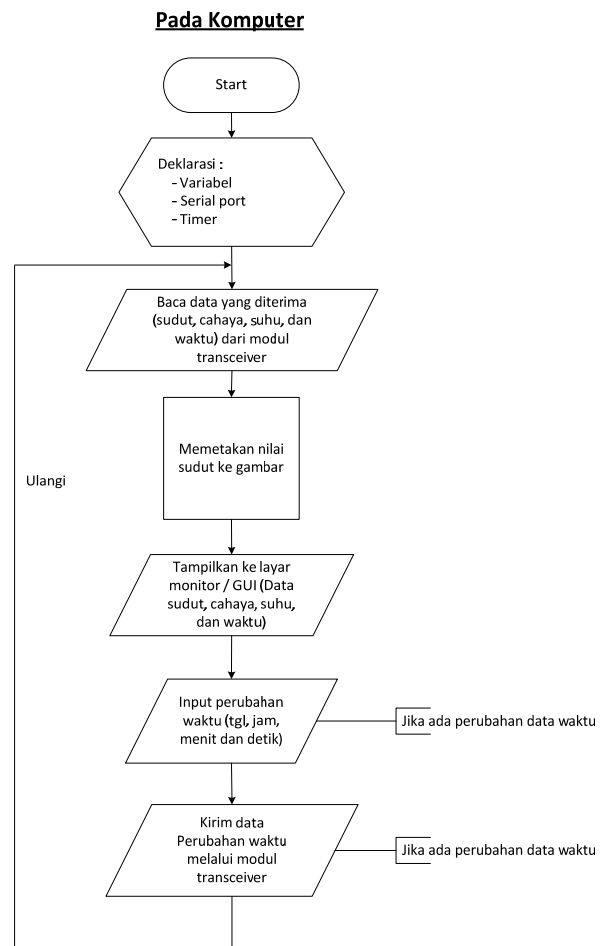 Pada Komputer
Start
Deklarasi :
- Variabel
- Serial port
- Timer
Baca data yang diterima
(sudut, cahaya, suhu, dan
waktu) dari modul
transceiver
Memetakan nilai
sudut ke gambar
Ulangi
Tampilkan ke layar
monitor / GUI (Data
sudut, cahaya, suhu,
dan waktu)
Input perubahan
waktu (tgl, jam,
menit dan detik)
Jika ada perubahan data waktu
Kirim data
Perubahan waktu
melalui modul
transceiver
Jika ada perubahan data waktu